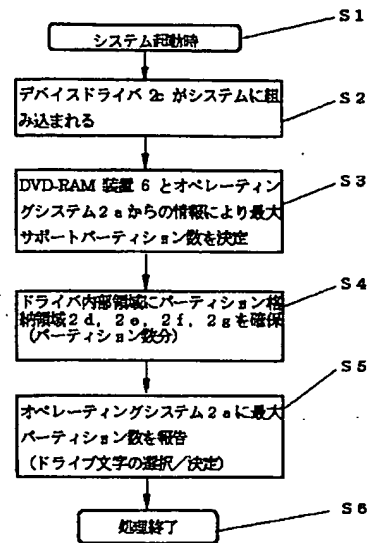 S1
システム起動時
S2
デバイスドライバ 2c がシステムに組
み込まれる
S3
DVD-RAM 装置 6 とオペレーティン
グシステム2aからの情報により最大
サポートパーティション数を決定
S4
ドライバ内部領域にパーティション格
納領域2d, 2e, 2f, 2gを確保
(パーティション数分)
S5
オペレーティングシステム2aに最大
パーティション数を報告
(ドライブ文字の選択/決定)
S6
処理終了